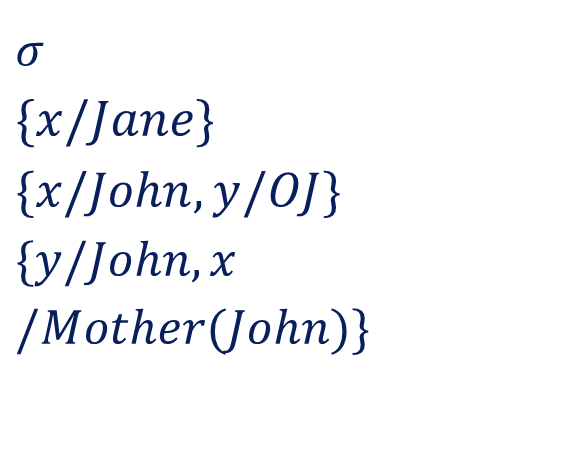 σ
{x/Jane}
{x/John, y/OJ}
{y/John, x
/Mother(John)}